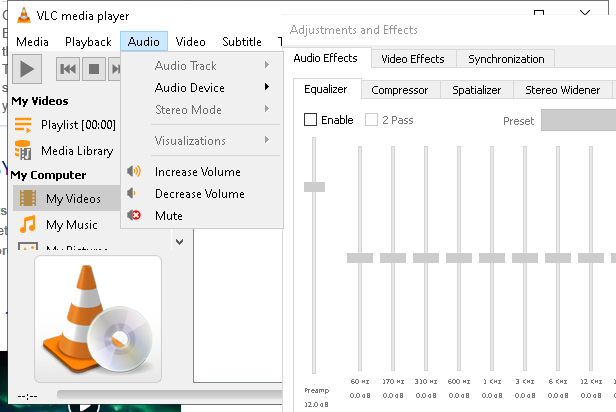 VLC media player
Media Playback Audio Video Subtitle T
Audio Track
Audio Device
Stereo Mode
Visualizations
Increase Volume
Decrease Volume
Mute
My Videos
Playlist [00:00]
Media Library
My Computer
My Videos
My Music
My Pictures
--:--
Adjustments and Effects
Audio Effects Video Effects Synchronization
Equalizer Compressor Spatializer Stereo Widener
Enable 2 Pass Preset
60 Hz 170 Hz 310 Hz 600 Hz 1 KHz 3 KHz 6 KHz 12 KHz
Preamp 0.0 dB 0.0 dB 0.0 dB 0.0 dB 0.0 dB 0.0 dB 0.0 dB 0.0 dB
12.0 dB